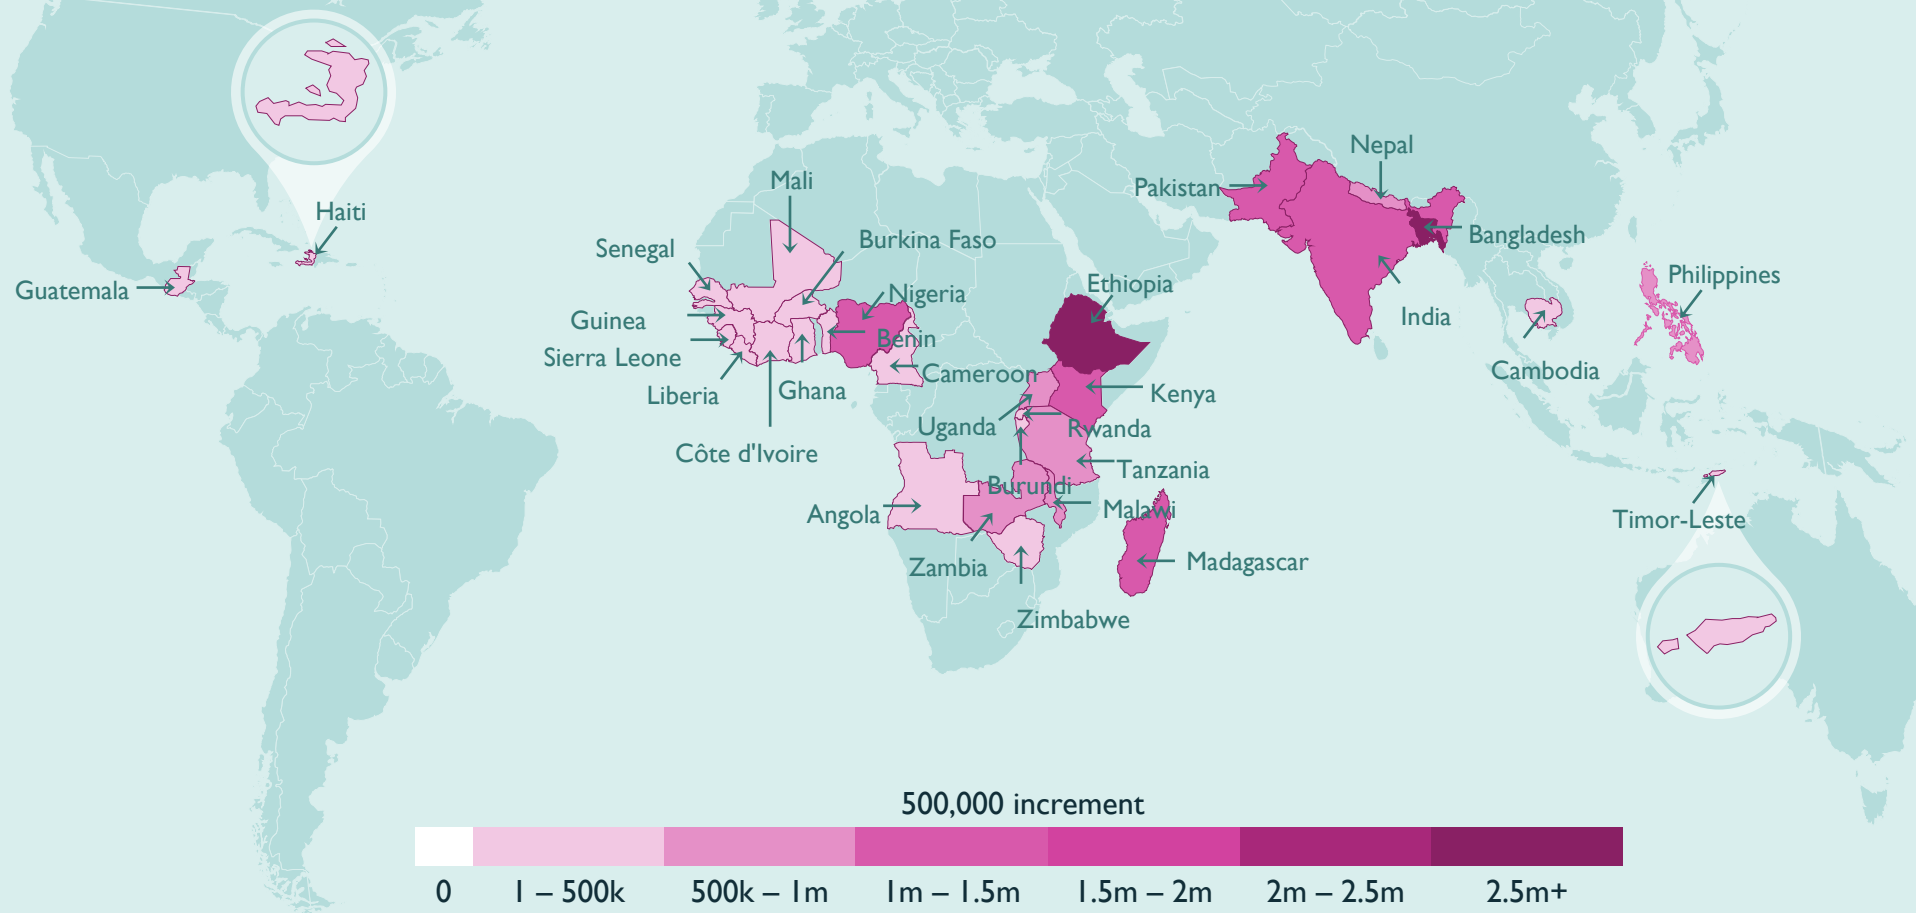 Nepal
Mali
Pakistan
Haiti
Senegal
Burkina Faso
Bangladesh
Philippines
Guatemala
Ethiopia
Nigeria
Guinea
India
Benin
Sierra Leone
Cameroon
Cambodia
Liberia
Ghana
Kenya
Uganda
Rwanda
Côte d'Ivoire
Tanzania
Burundi
Angola
Malawi
Timor-Leste
Zambia
Madagascar
Zimbabwe
500,000 increment
0 1 – 500k 500k – 1m 1m – 1.5m 1.5m – 2m 2m – 2.5m 2.5m+